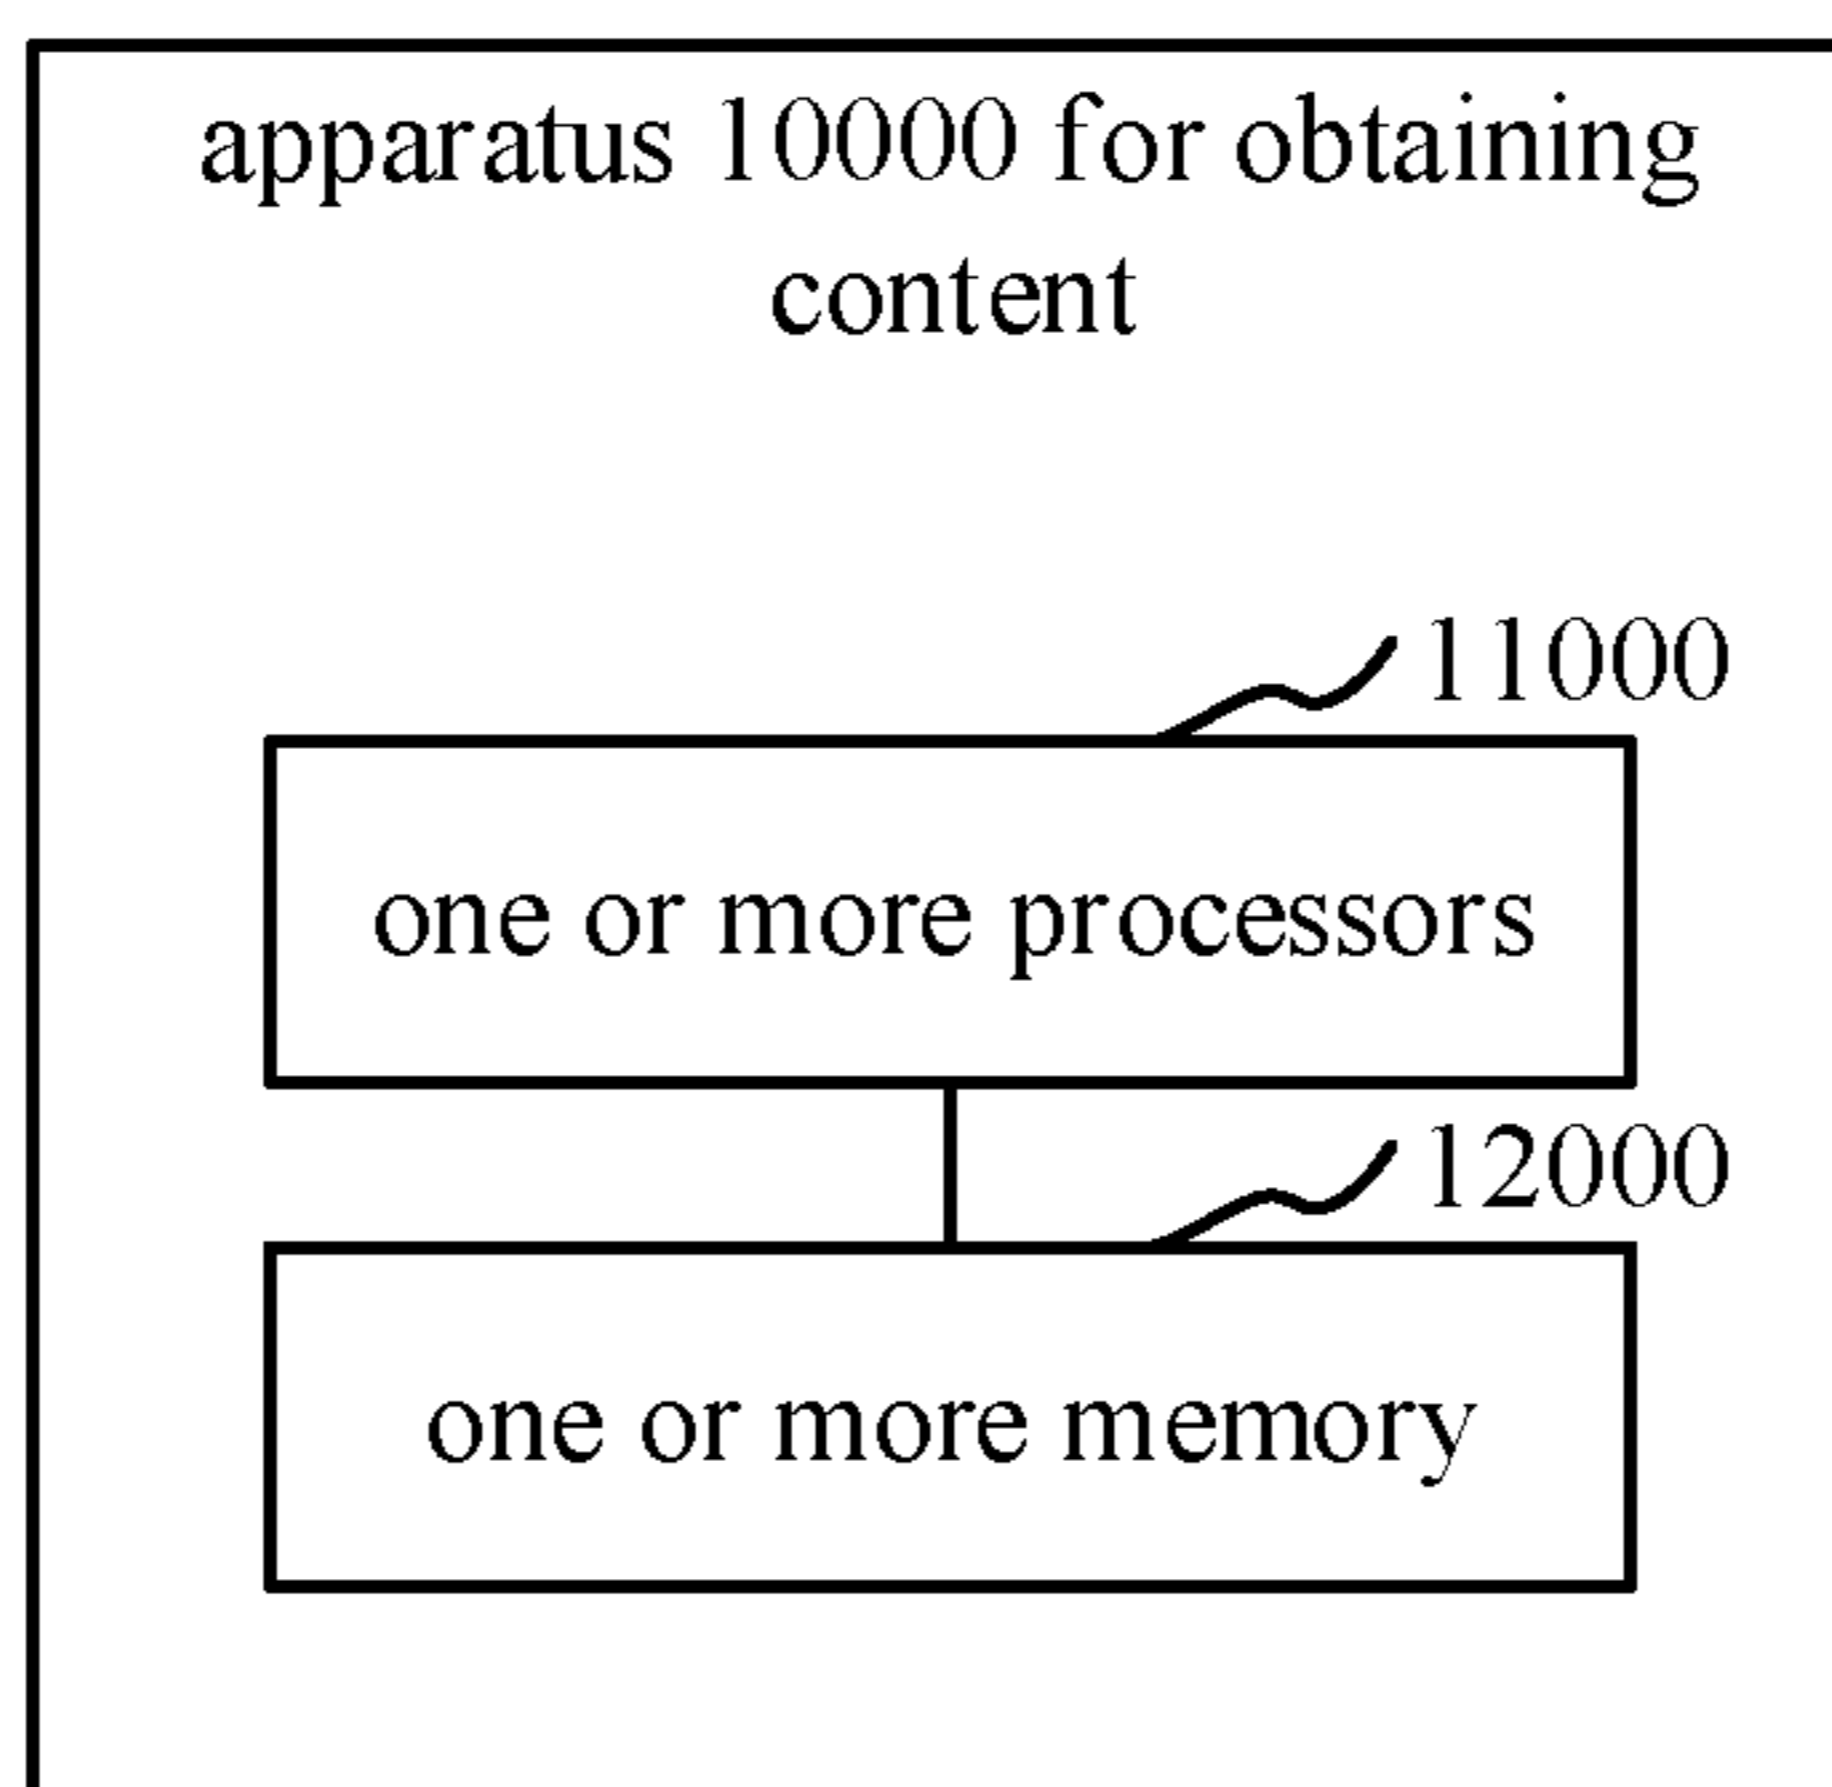 apparatus 10000 for obtaining
content
11000
one or more processors
12000
one or more memory